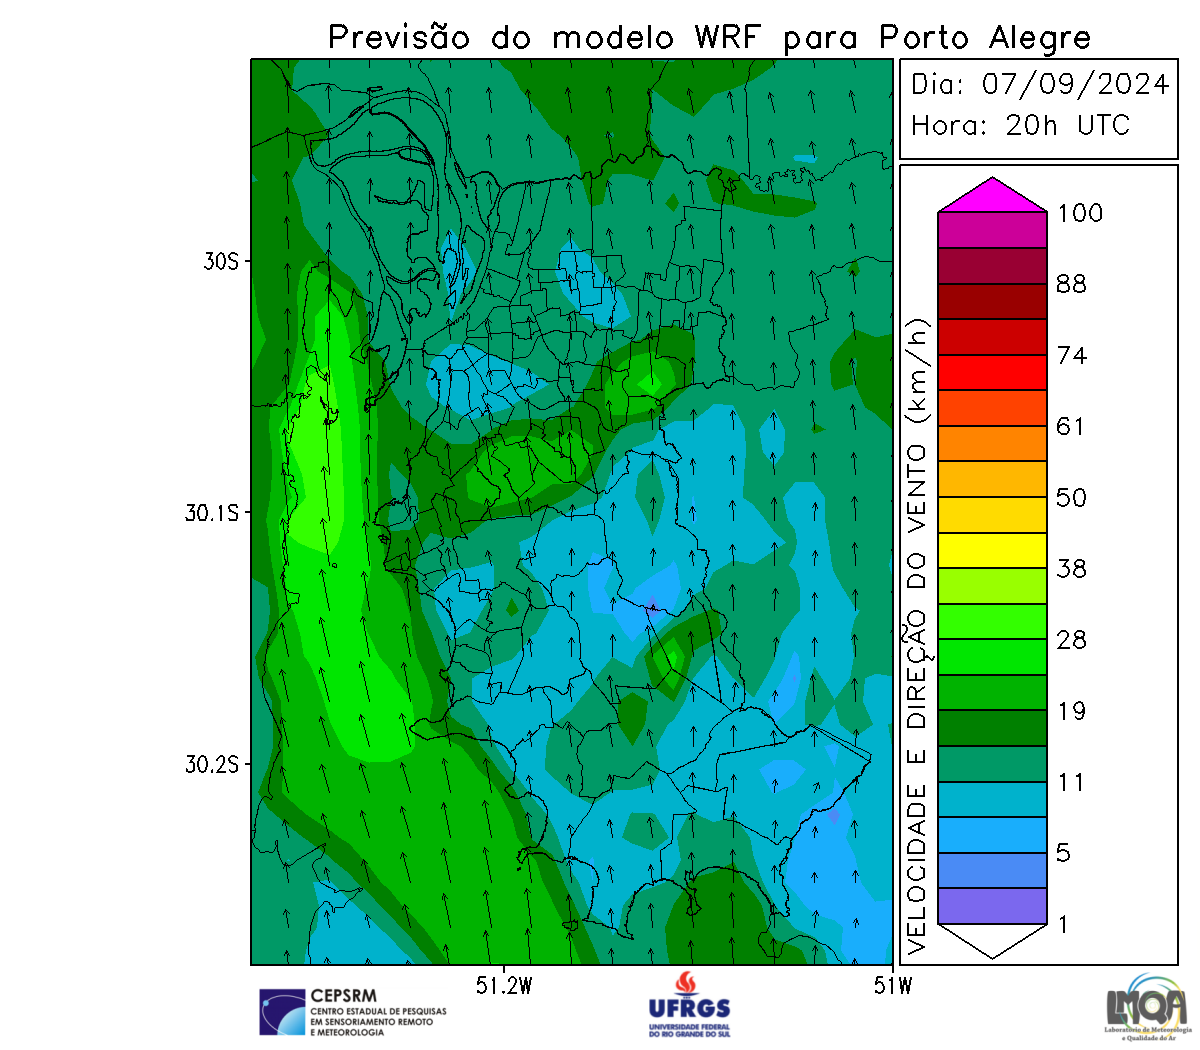 Previsão do modelo WRF para Porto Alegre
Dia: 07/09/2024
Hora: 20h UTC
30S
30.1S
30.2S
51.2W
51W
VELOCIDADE E DIREÇÃO DO VENTO (km/h)
100
88
74
61
50
38
28
19
11
5
1
CEPSRM
CENTRO ESTADUAL DE PESQUISAS
EM SENSORIAMENTO REMOTO
E METEOROLOGIA
UFRGS
UNIVERSIDADE FEDERAL
DO RIO GRANDE DO SUL
LMQA
Laboratório de Meteorologia
e Qualidade do Ar